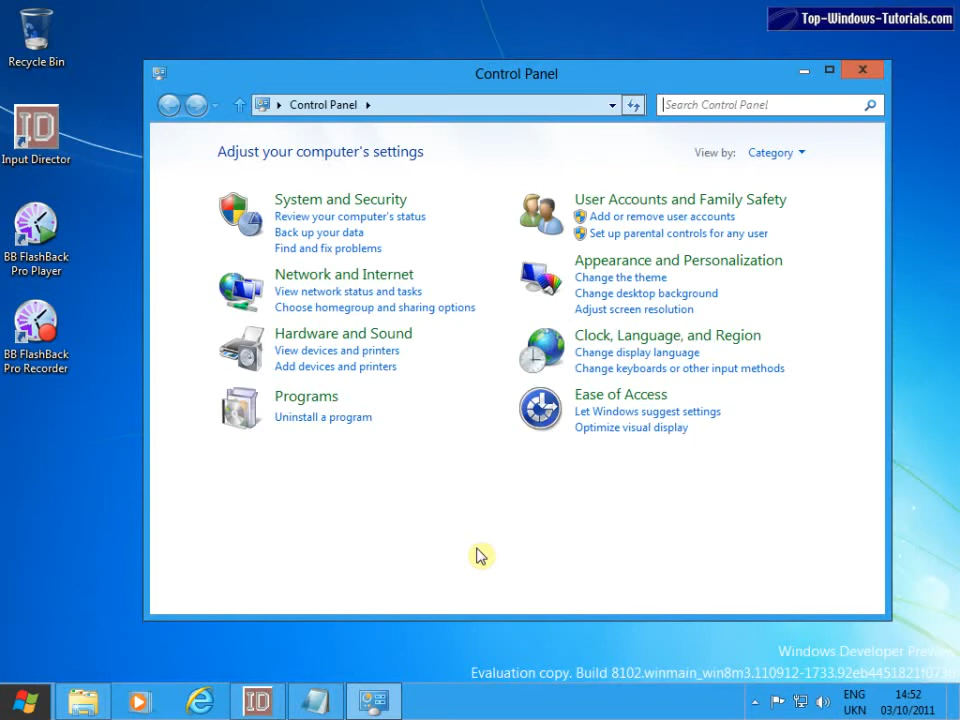 Top-Windows-Tutorials.com
Recycle Bin
ID
Input Director
BB FlashBack
Pro Player
BB FlashBack
Pro Recorder
Control Panel
Control Panel
Search Control Panel
Adjust your computer's settings
View by: Category
System and Security
Review your computer's status
Back up your data
Find and fix problems
Network and Internet
View network status and tasks
Choose homegroup and sharing options
Hardware and Sound
View devices and printers
Add devices and printers
Programs
Uninstall a program
User Accounts and Family Safety
Add or remove user accounts
Set up parental controls for any user
Appearance and Personalization
Change the theme
Change desktop background
Adjust screen resolution
Clock, Language, and Region
Change display language
Change keyboards or other input methods
Ease of Access
Let Windows suggest settings
Optimize visual display
Windows Developer
Evaluation copy. Build
ID
ENG
UKN
14:52
03/10/2011